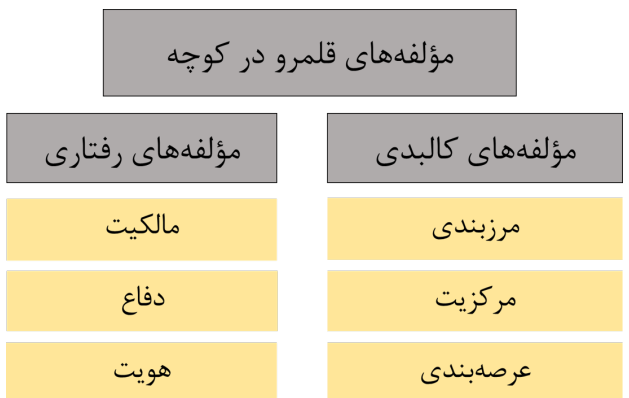 مؤلفه‌های قلمرو در کوچه
مؤلفه‌های کالبدی
مؤلفه‌های رفتاری
مرزبندی
مالکیت
مرکزیت
دفاع
عرصه‌بندی
هویت